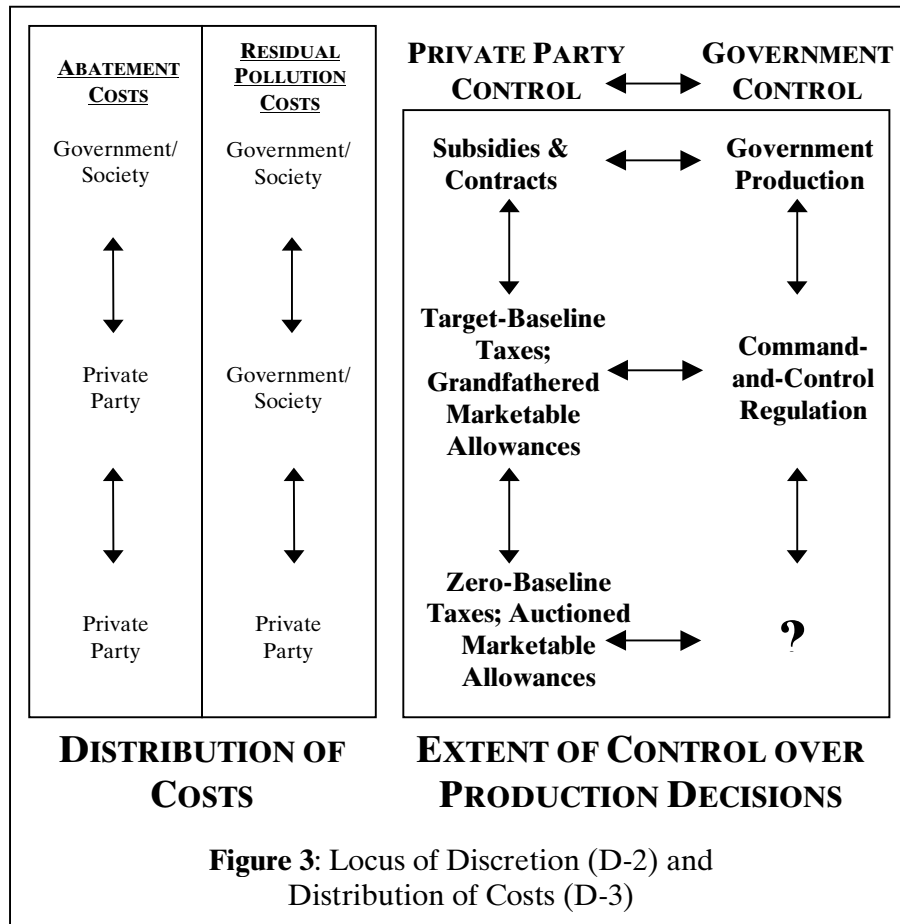 ABATEMENT
COSTS
RESIDUAL
POLLUTION
COSTS
Government/
Society
Government/
Society
Private
Party
Government/
Society
Private
Party
Private
Party
PRIVATE PARTY
CONTROL
GOVERNMENT
CONTROL
Subsidies &
Contracts
Government
Production
Target-Baseline
Taxes;
Grandfathered
Marketable
Allowances
Command-
and-Control
Regulation
Zero-Baseline
Taxes; Auctioned
Marketable
Allowances
?
DISTRIBUTION OF
COSTS
EXTENT OF CONTROL OVER
PRODUCTION DECISIONS
Figure 3: Locus of Discretion (D-2) and
Distribution of Costs (D-3)